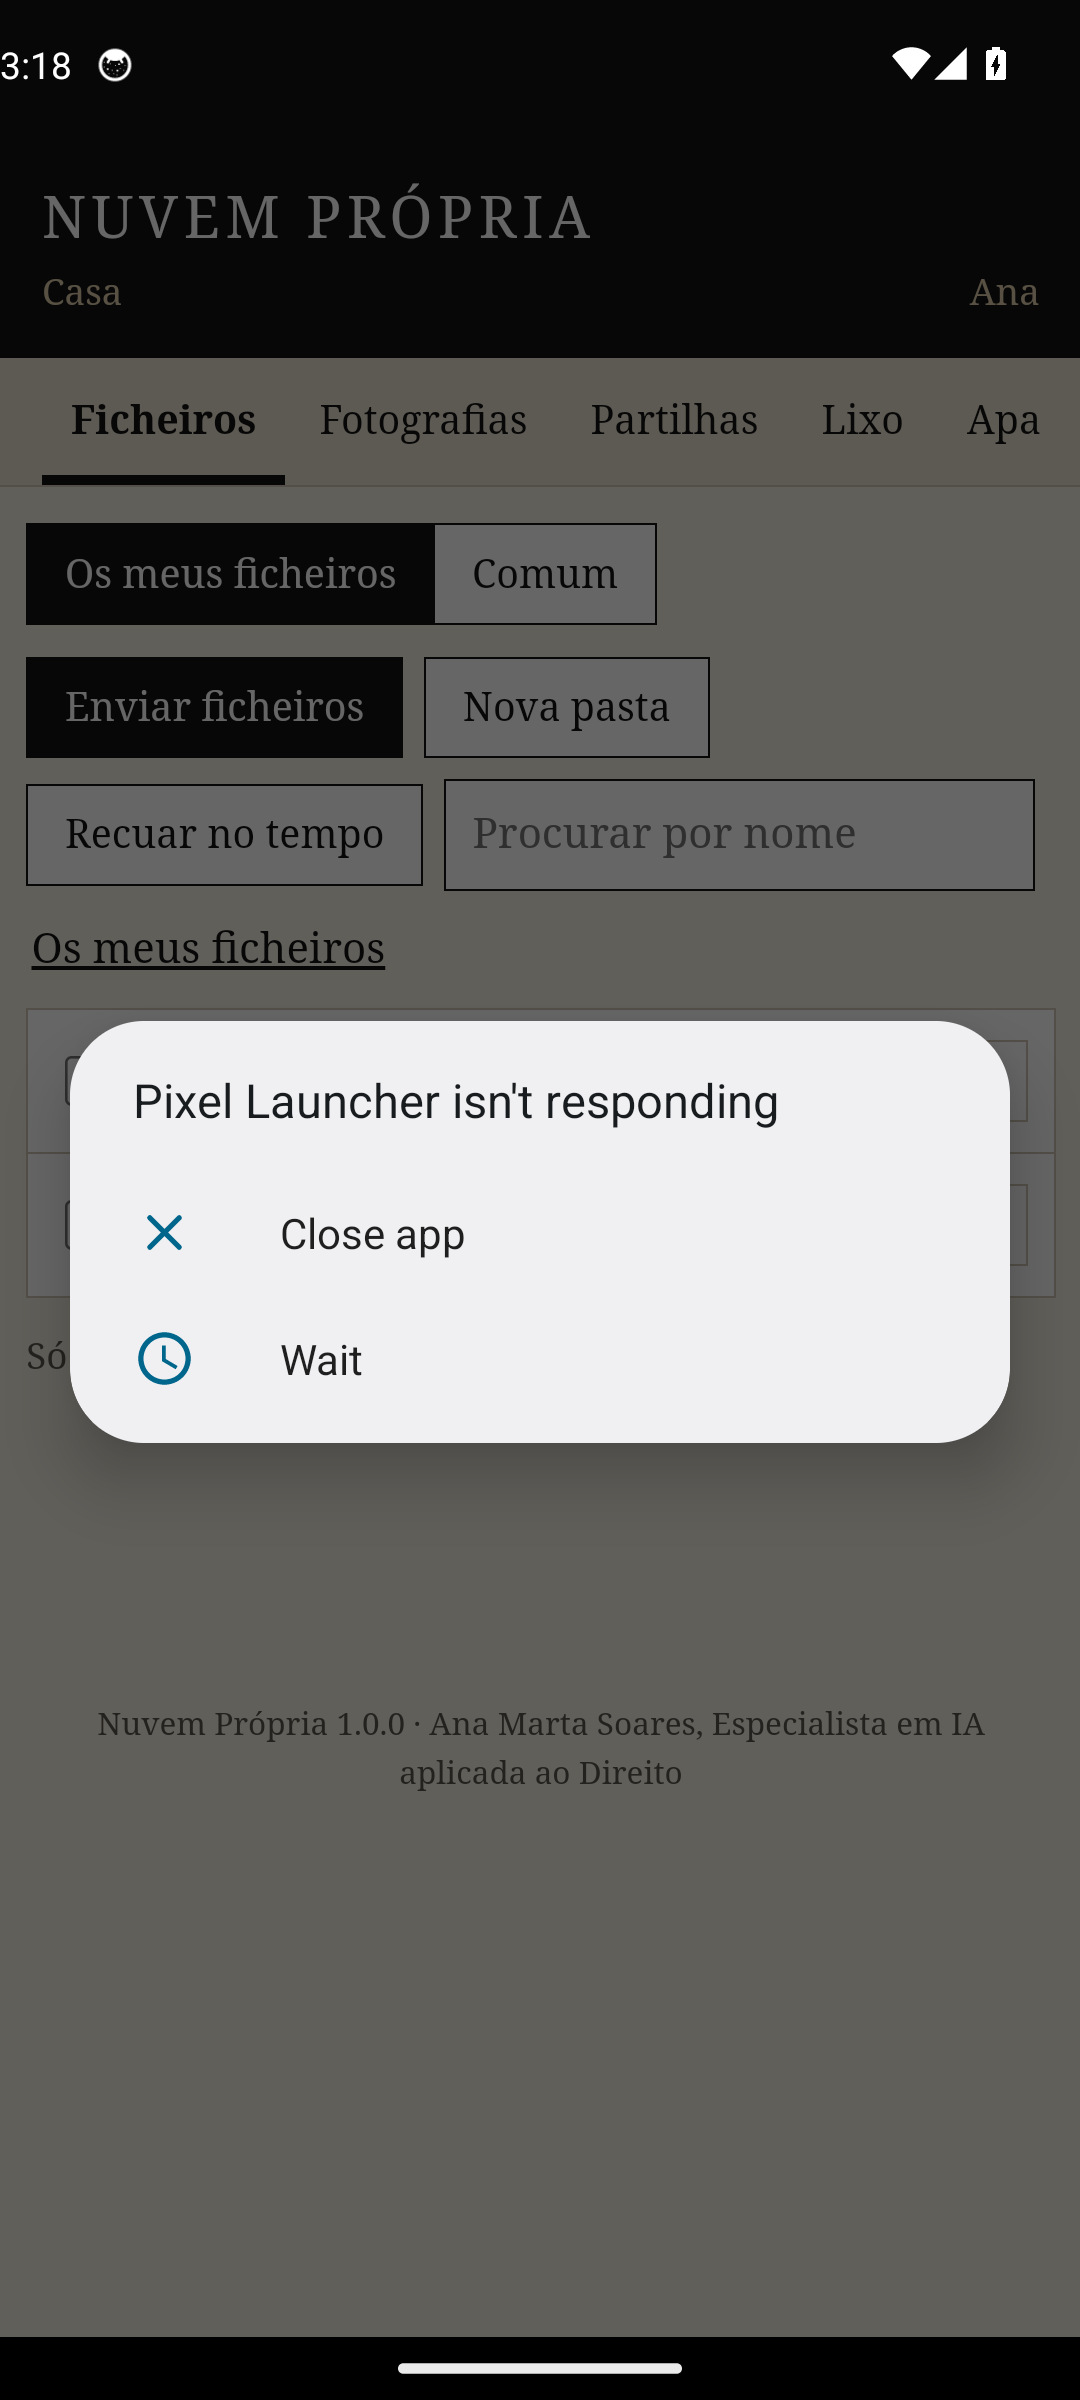 3:18
NUVEM PRÓPRIA
Casa Ana
Ficheiros Fotografias Partilhas Lixo Apa
Os meus ficheiros Comum
Enviar ficheiros Nova pasta
Recuar no tempo Procurar por nome
Os meus ficheiros
Pixel Launcher isn't responding
Close app
Wait
Só
Nuvem Própria 1.0.0 · Ana Marta Soares, Especialista em IA
aplicada ao Direito